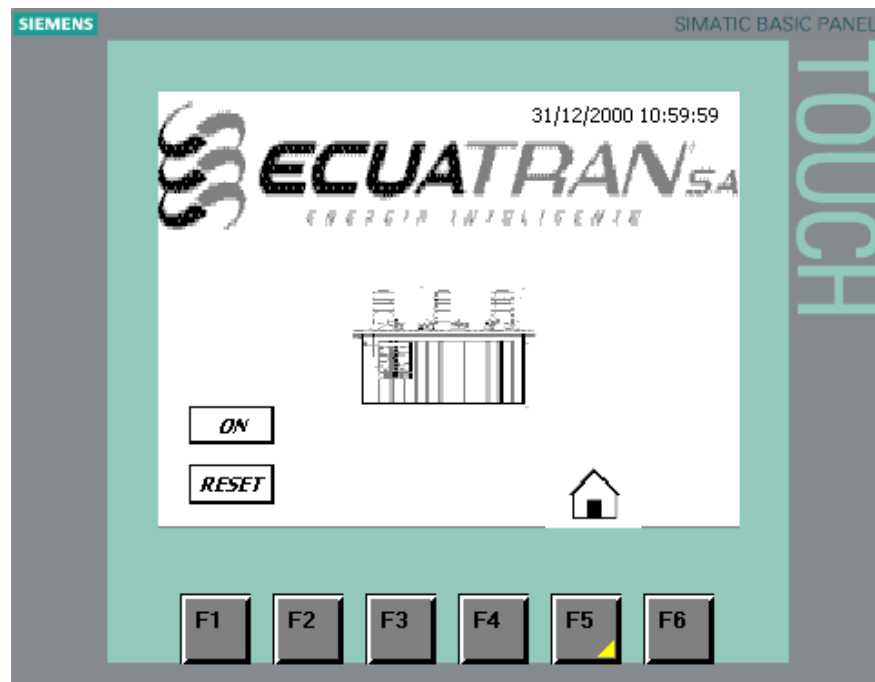 SIEMENS
SIMATIC BASIC PANEL
TOUCH
31/12/2000 10:59:59
ECUATRAN SA
ENERGIA INTELIGENTE
ON
RESET
F1 F2 F3 F4 F5 F6